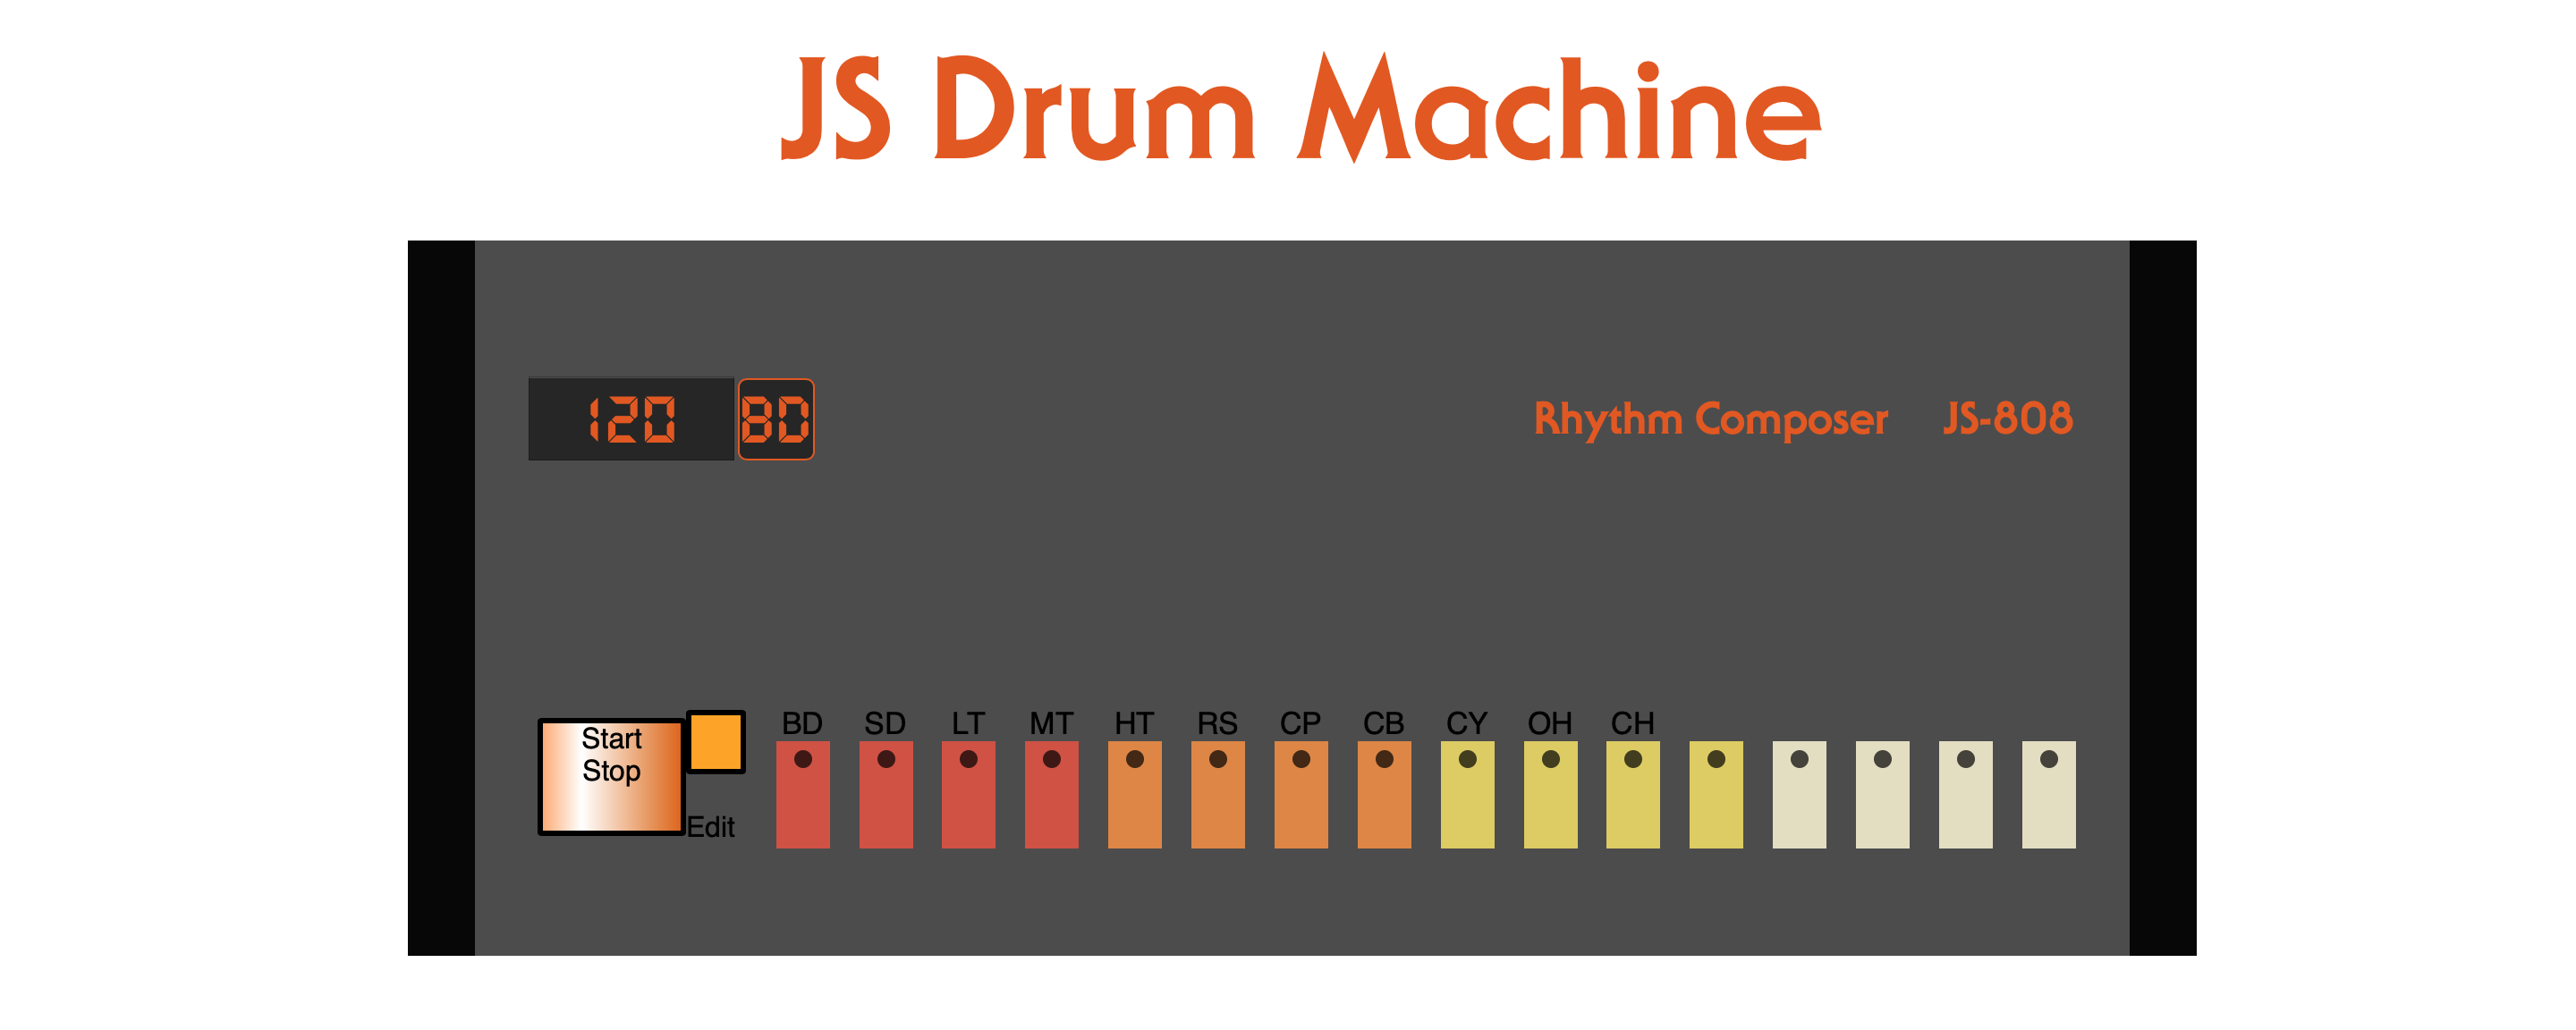 JS Drum Machine
120 BD
Rhythm Composer JS-808
Start
Stop
Edit
BD SD LT MT HT RS CP CB CY OH CH